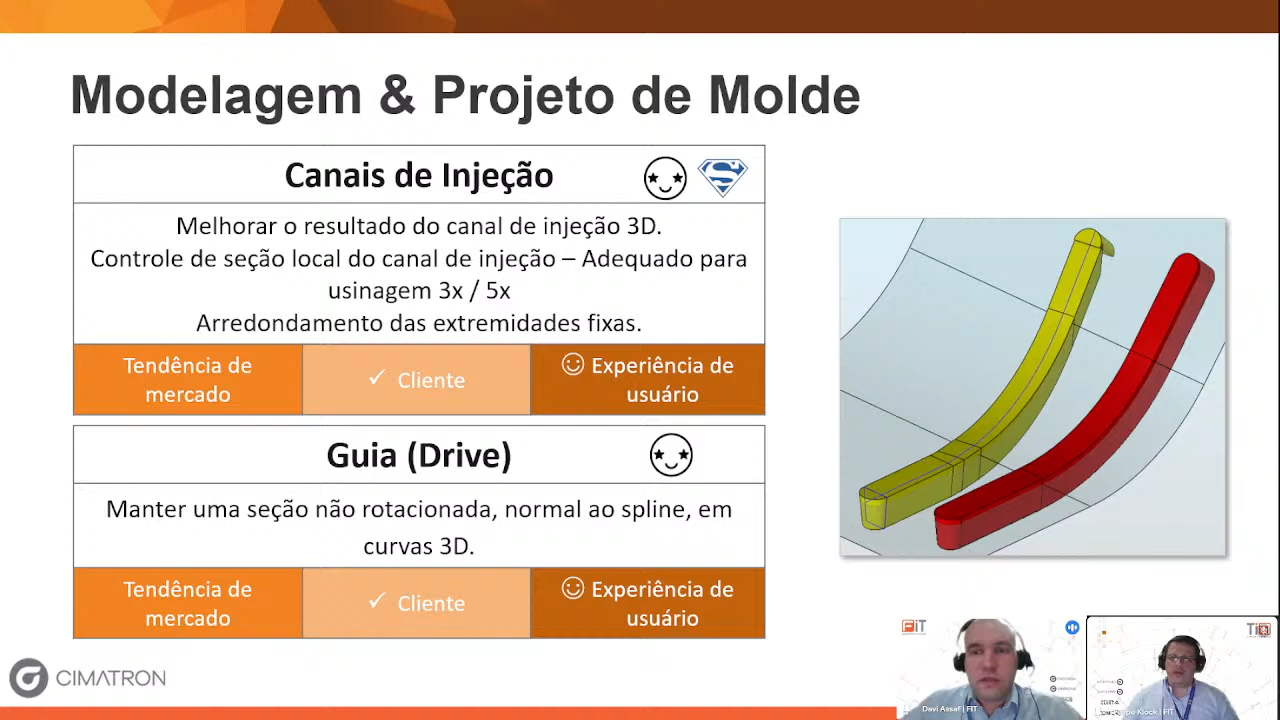 Modelagem & Projeto de Molde
Canais de Injeção
Melhorar o resultado do canal de injeção 3D.
Controle de seção local do canal de injeção – Adequado para
usinagem 3x / 5x
Arredondamento das extremidades fixas.
Tendência de
mercado
✓ Cliente
Experiência de
usuário
Guia (Drive)
Manter uma seção não rotacionada, normal ao spline, em
curvas 3D.
Tendência de
mercado
✓ Cliente
Experiência de
usuário
CIMATRON
FiT
Davi Assaf | FIT
Klock | FIT